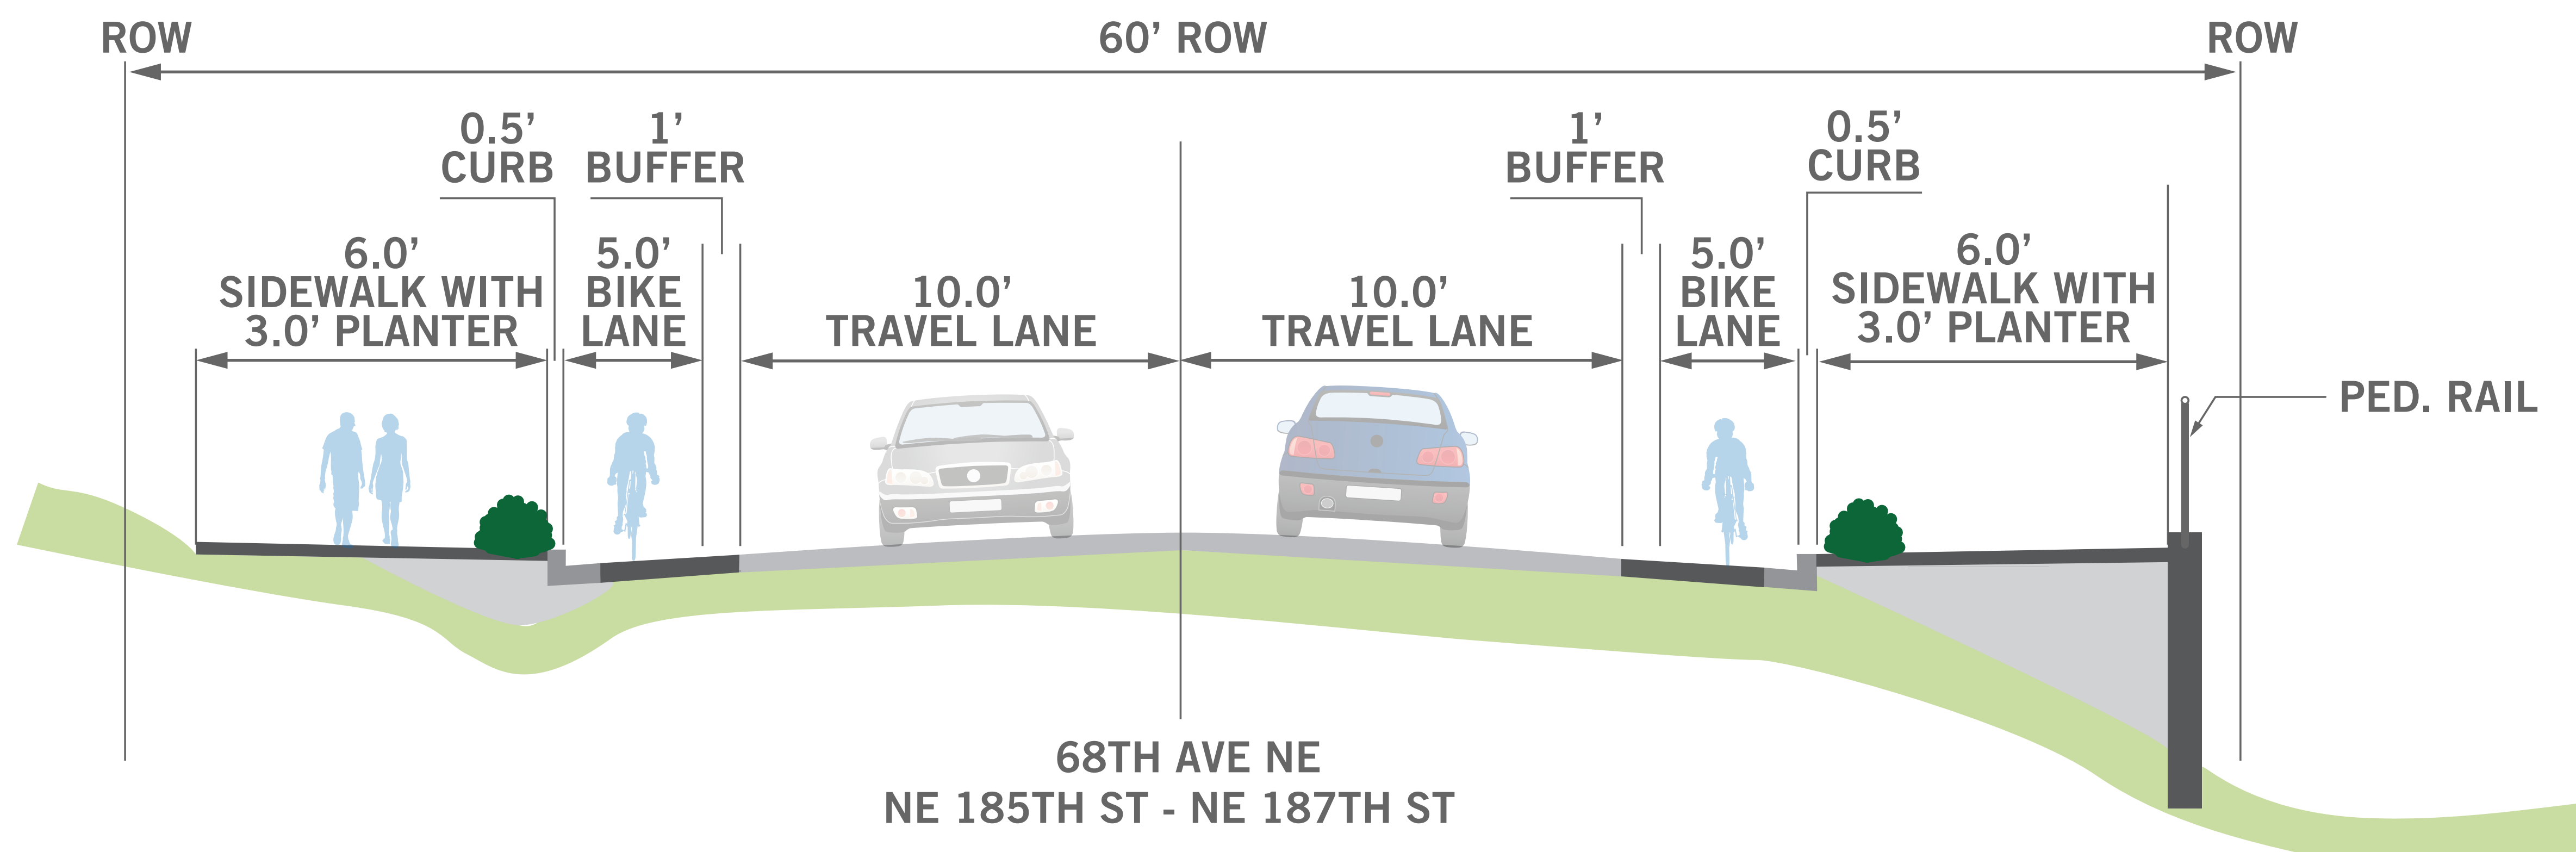 ROW
60’ ROW
ROW
0.5’
CURB
1’
BUFFER
1’
BUFFER
0.5’
CURB
6.0’
SIDEWALK WITH
3.0’ PLANTER
5.0’
BIKE
LANE
10.0’
TRAVEL LANE
10.0’
TRAVEL LANE
5.0’
BIKE
LANE
6.0’
SIDEWALK WITH
3.0’ PLANTER
PED. RAIL
68TH AVE NE
NE 185TH ST - NE 187TH ST